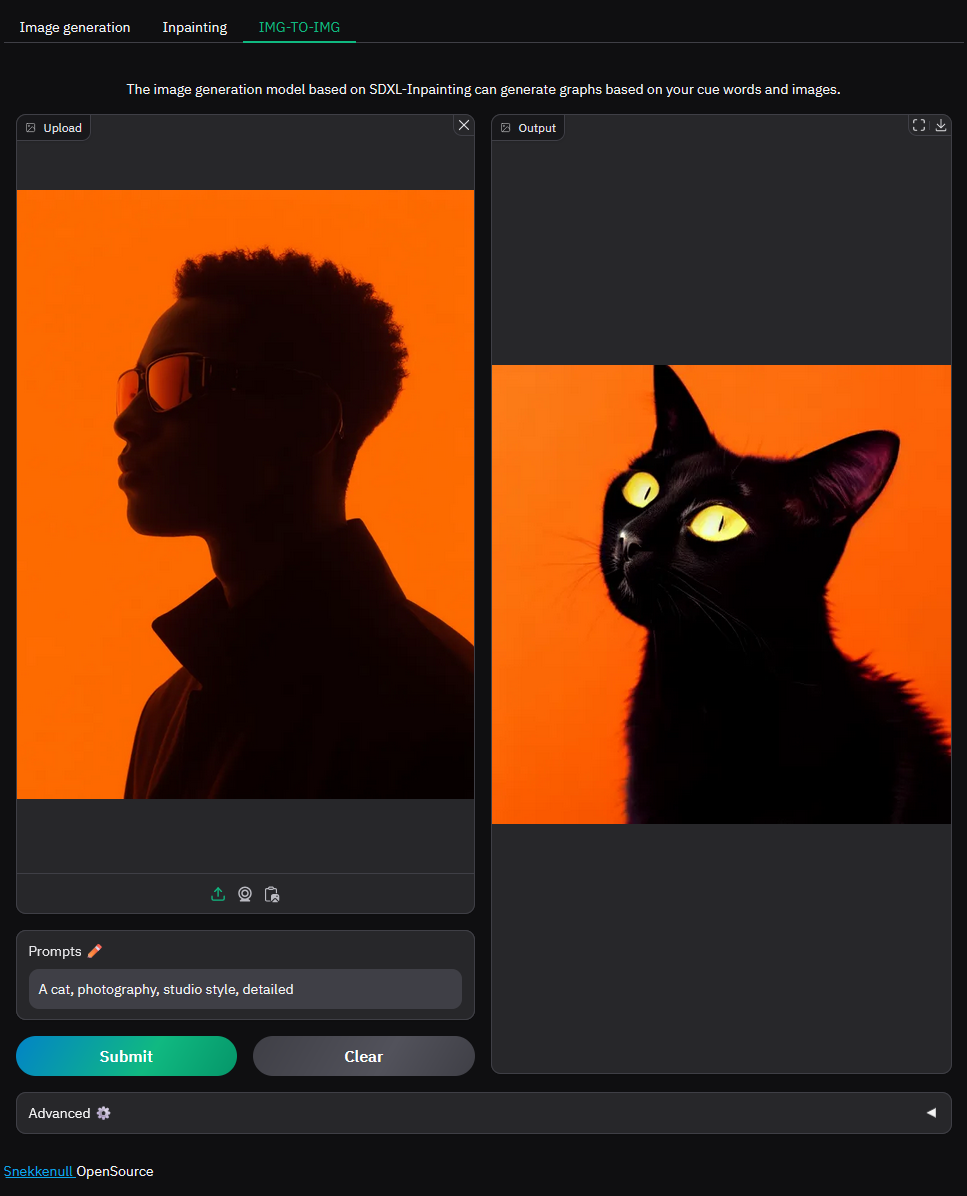 Image generation Inpainting IMG-TO-IMG
The image generation model based on SDXL-Inpainting can generate graphs based on your cue words and images.
Upload
Output
Prompts
A cat, photography, studio style, detailed
Submit Clear
Advanced
Snekkenull OpenSource